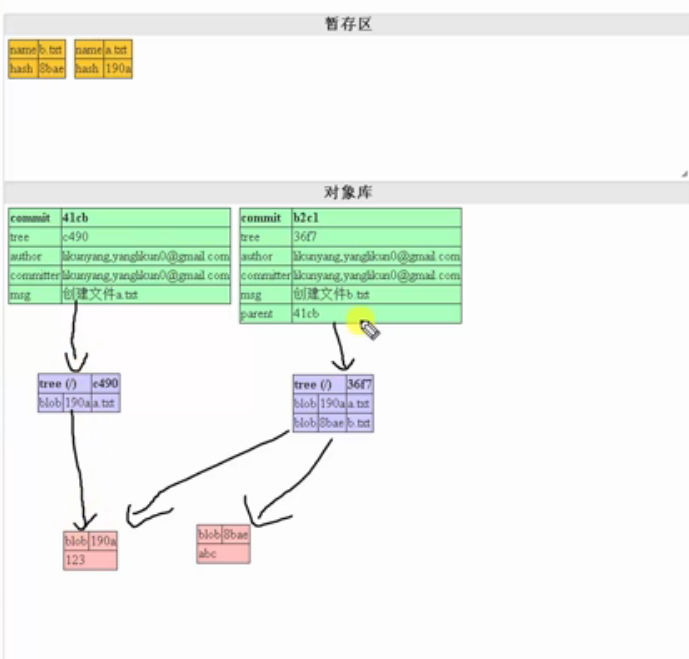 暂存区
name b.txt name a.txt
hash 8bae hash 190a
对象库
commit 41cb
tree c490
author likunyang,yanglikun0@gmail.com
committer likunyang,yanglikun0@gmail.com
msg 创建文件a.txt
commit b2c1
tree 36f7
author likunyang,yanglikun0@gmail.com
committer likunyang,yanglikun0@gmail.com
msg 创建文件b.txt
parent 41cb
tree (/) c490
blob 190a a.txt
tree (/) 36f7
blob 190a a.txt
blob 8bae b.txt
blob 190a
123
blob 8bae
abc